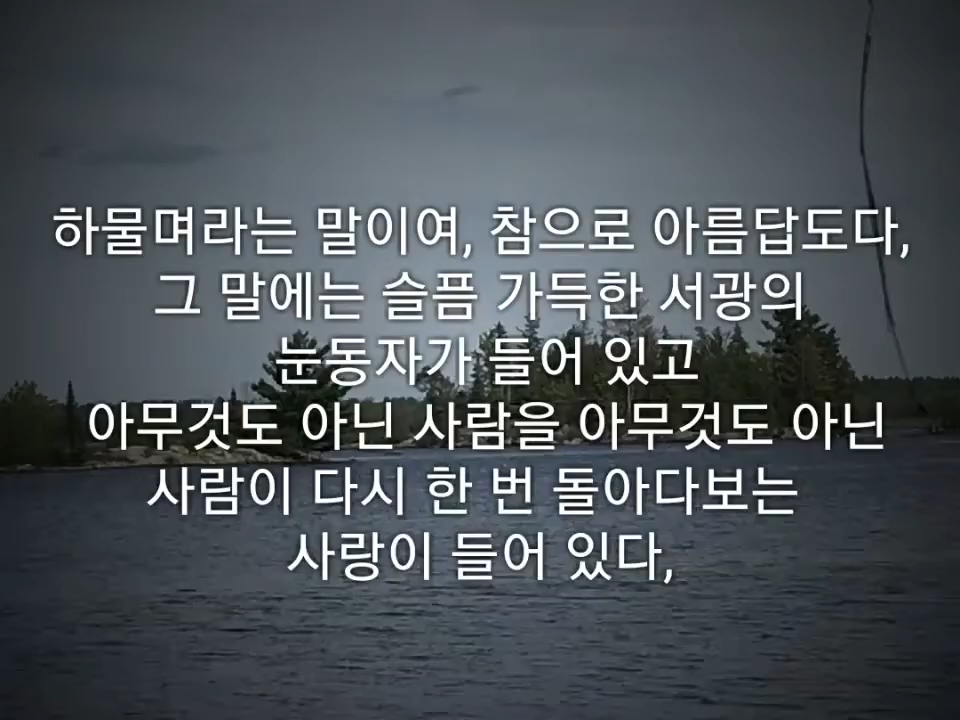 하물며라는 말이여, 참으로 아름답도다,
그 말에는 슬픔 가득한 서광의
눈동자가 들어 있고
아무것도 아닌 사람을 아무것도 아닌
사람이 다시 한 번 돌아다보는
사랑이 들어 있다,